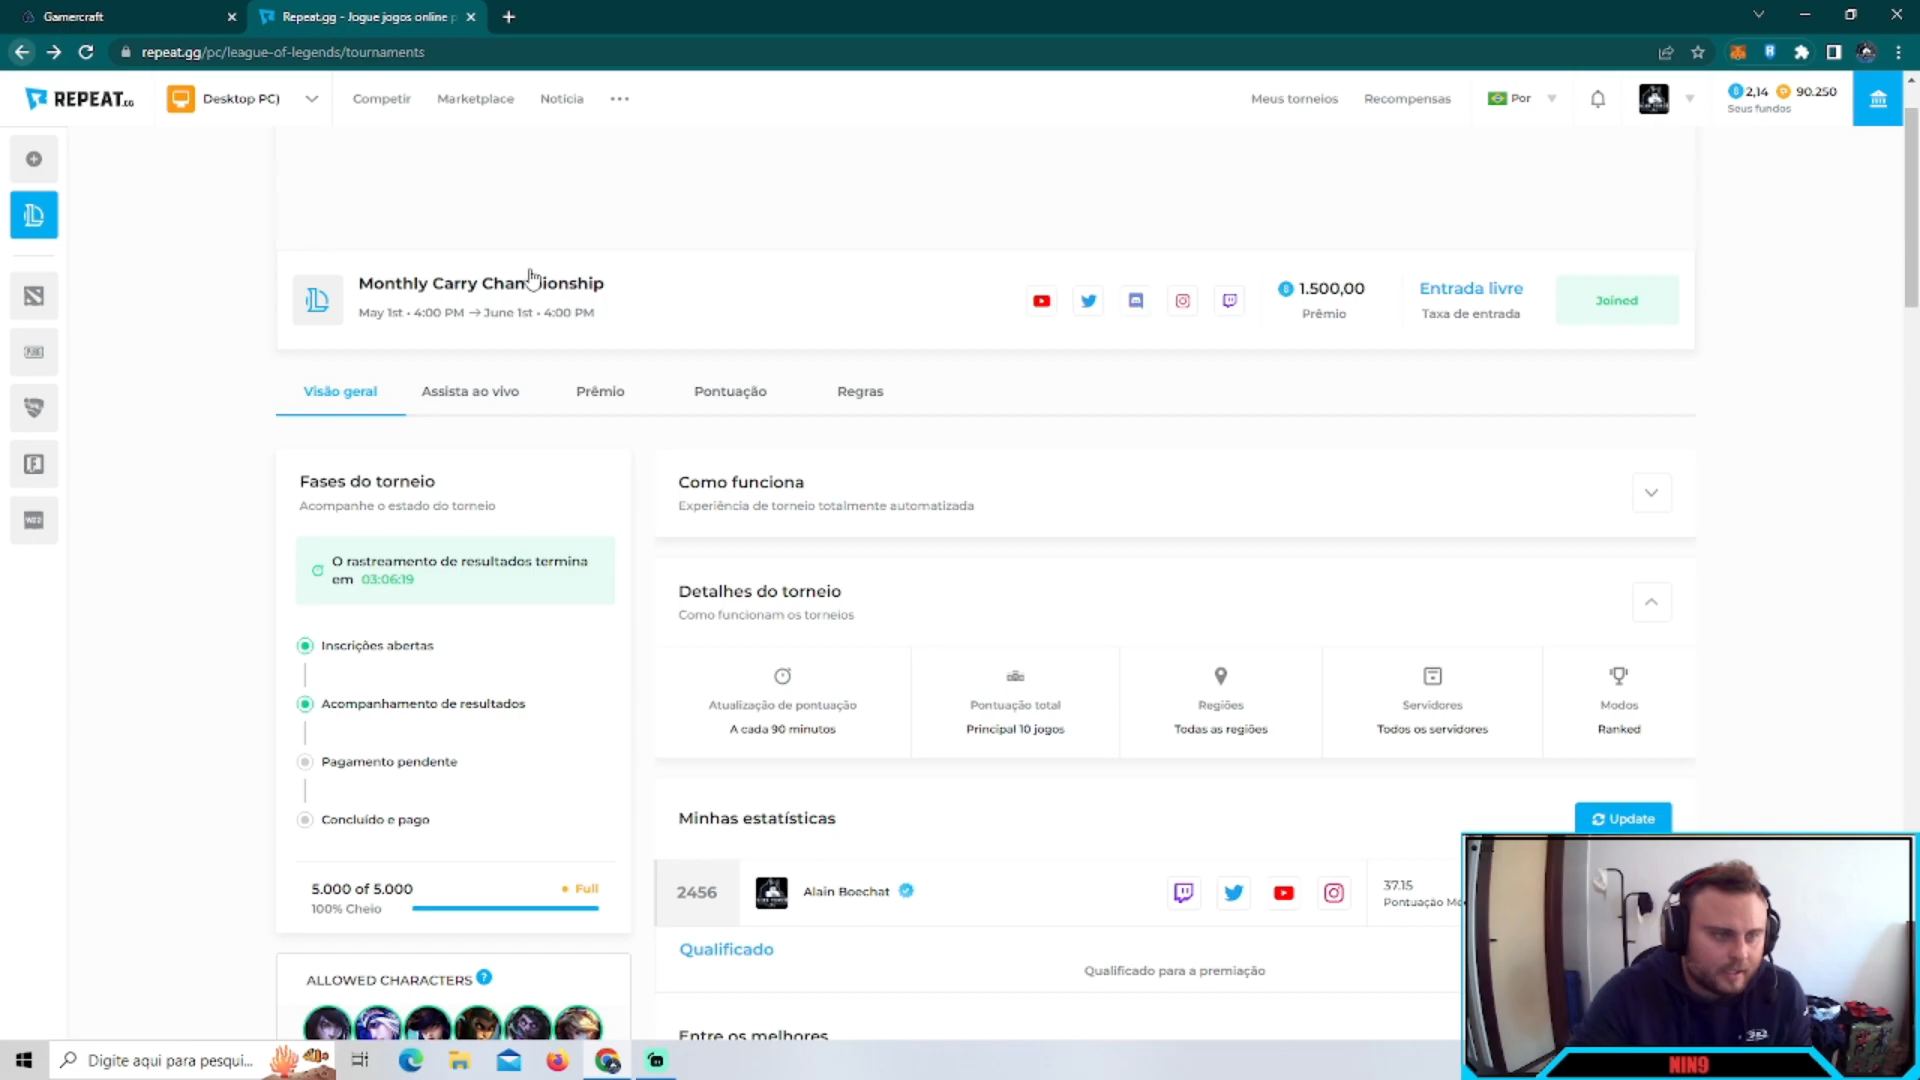 Gamercraft
Repeat.gg - Jogue jogos online p
repeat.gg/pc/league-of-legends/tournaments
REPEAT.GG
Desktop PC)
Competir
Marketplace
Notícia
Meus torneios
Recompensas
Por
2,14
90.250
Seus fundos
Monthly Carry Championship
May 1st • 4:00 PM → June 1st • 4:00 PM
1.500,00
Prêmio
Entrada livre
Taxa de entrada
Joined
Visão geral
Assista ao vivo
Prêmio
Pontuação
Regras
Fases do torneio
Acompanhe o estado do torneio
O rastreamento de resultados termina
em 03:06:19
Inscrições abertas
Acompanhamento de resultados
Pagamento pendente
Concluído e pago
5.000 of 5.000
Full
100% Cheio
ALLOWED CHARACTERS
Como funciona
Experiência de torneio totalmente automatizada
Detalhes do torneio
Como funcionam os torneios
Atualização de pontuação
A cada 90 minutos
Pontuação total
Principal 10 jogos
Regiões
Todas as regiões
Servidores
Todos os servidores
Modos
Ranked
Minhas estatísticas
Update
2456
Alain Boechat
37.15
Pontuação Mé
Qualificado
Qualificado para a premiação
Entre os melhores
PUBG
WZ2
Digite aqui para pesqui...
NIN9